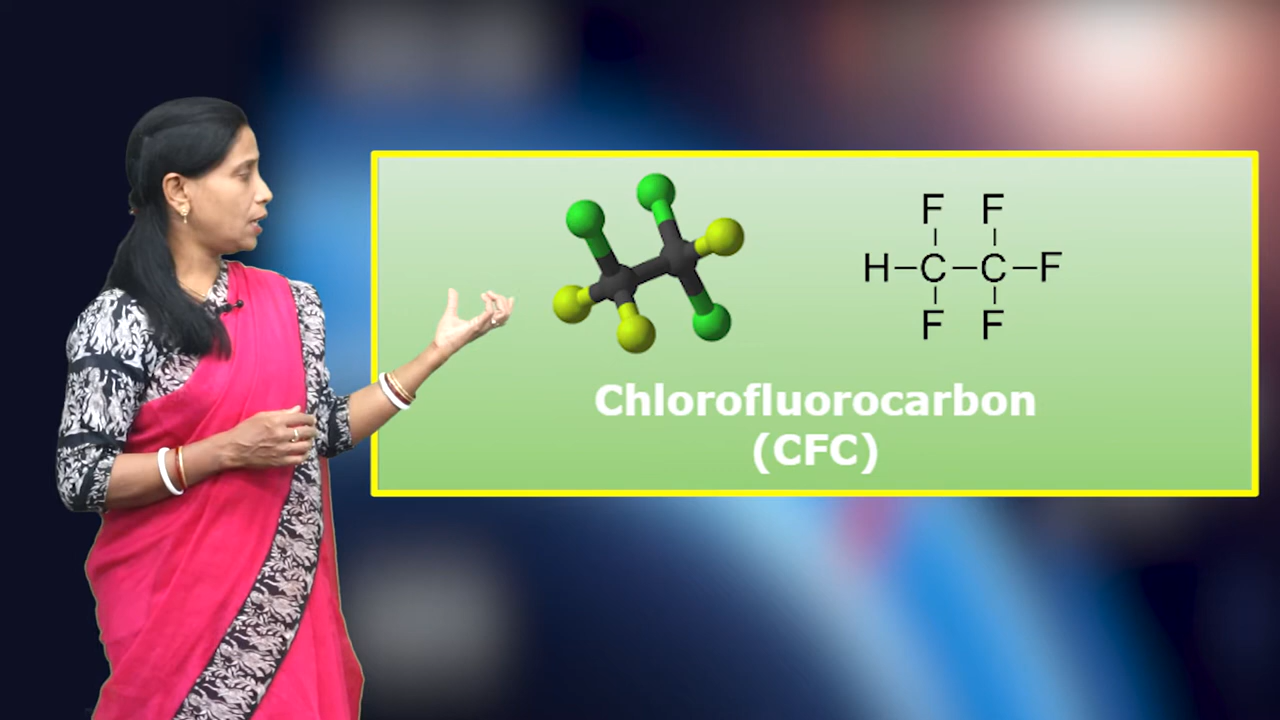 F F
H–C–C–F
F F
Chlorofluorocarbon
(CFC)